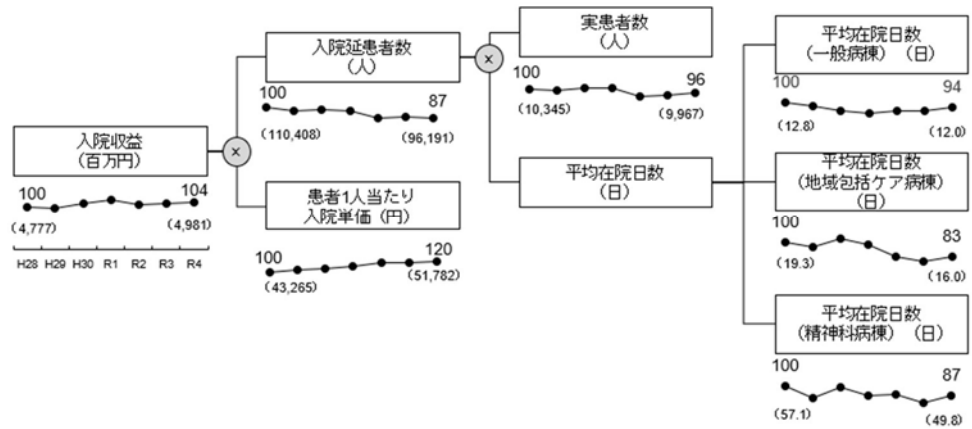 入院収益
(百万円)
100
104
(4,777)
(4,981)
H28 H29 H30 R1 R2 R3 R4
×
入院延患者数
(人)
100
87
(110,408)
(96,191)
患者1人当たり
入院単価(円)
100
120
(43,265)
(51,782)
×
実患者数
(人)
100
96
(10,345)
(9,967)
平均在院日数
(日)
平均在院日数
(一般病棟) (日)
100
94
(12.8)
(12.0)
平均在院日数
(地域包括ケア病棟)
(日)
100
83
(19.3)
(16.0)
平均在院日数
(精神科病棟) (日)
100
87
(57.1)
(49.8)